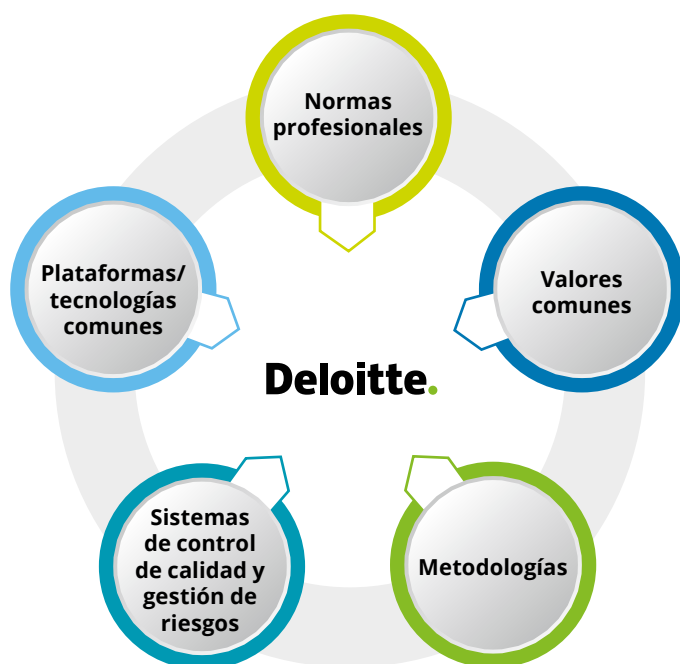 Normas
profesionales
Plataformas/
tecnologías
comunes
Valores
comunes
Deloitte.
Sistemas
de control
de calidad y
gestión de
riesgos
Metodologías